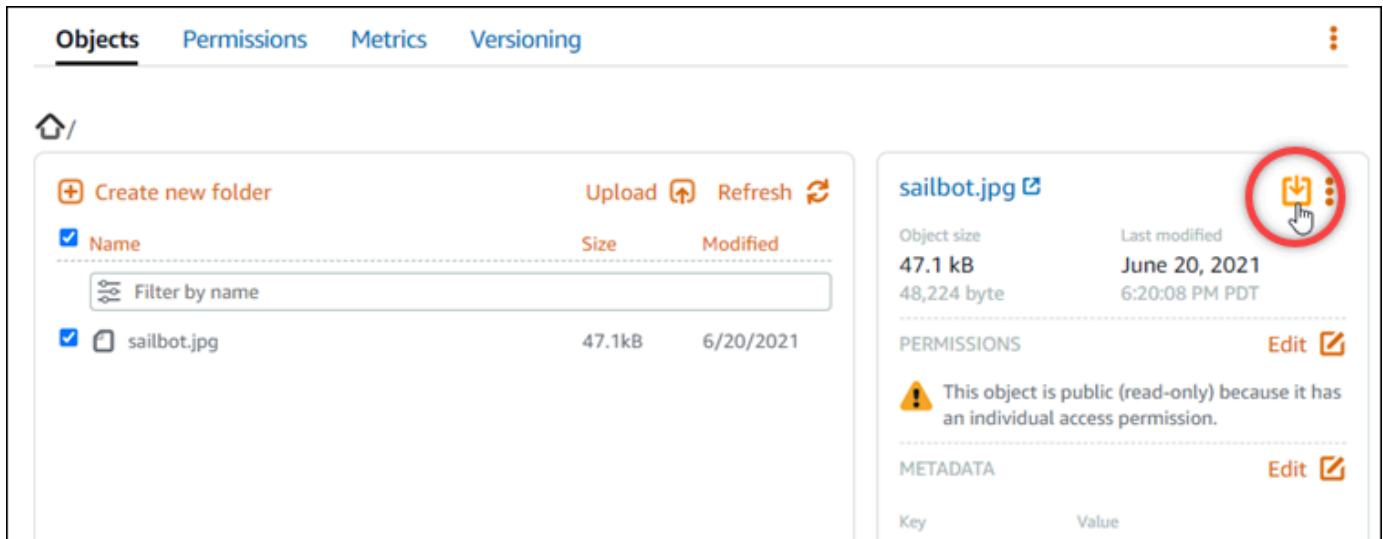 Objects Permissions Metrics Versioning
/
Create new folder Upload Refresh
Name Size Modified
Filter by name
sailbot.jpg 47.1kB 6/20/2021
sailbot.jpg
Object size Last modified
47.1 kB June 20, 2021
48,224 byte 6:20:08 PM PDT
PERMISSIONS Edit
This object is public (read-only) because it has
an individual access permission.
METADATA Edit
Key Value